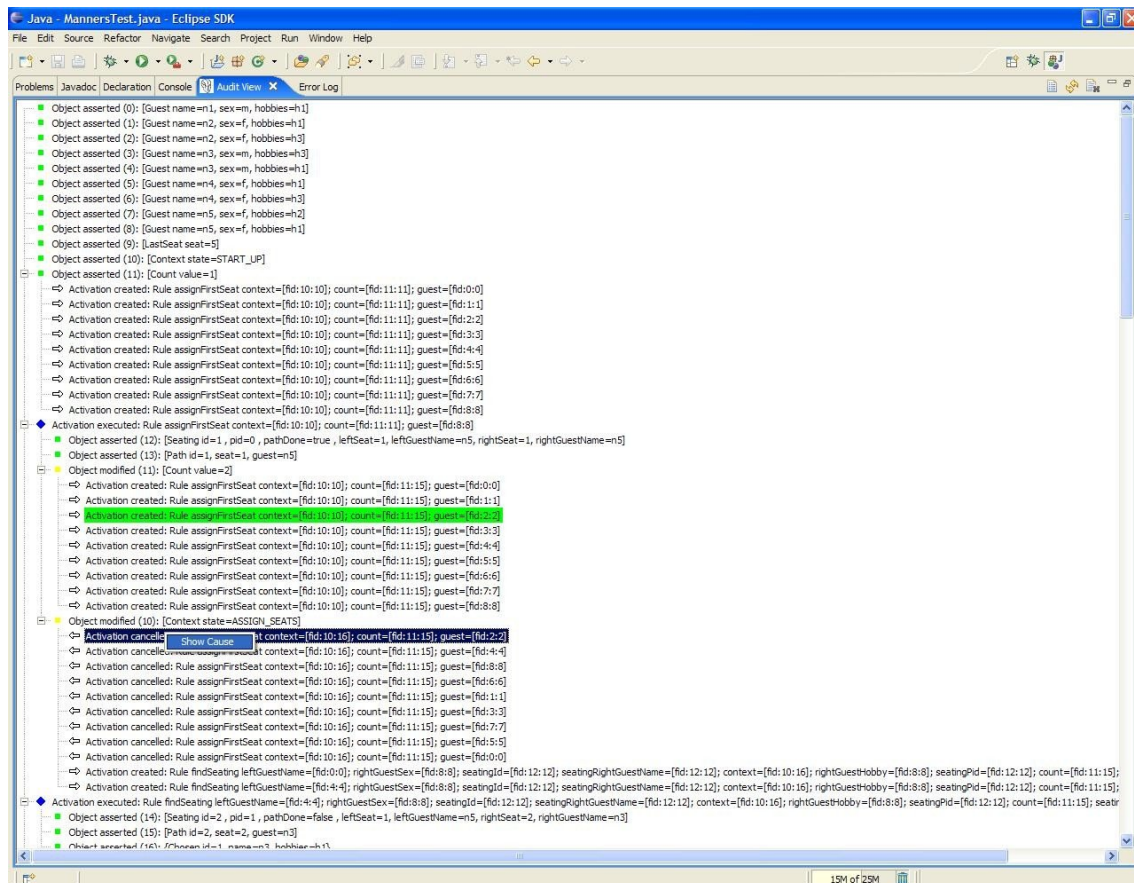 Java - MannersTest.java - Eclipse SDK
File Edit Source Refactor Navigate Search Project Run Window Help
Problems Javadoc Declaration Console Audit View Error Log
Object asserted (0): [Guest name=n1, sex=m, hobbies=h1]
Object asserted (1): [Guest name=n2, sex=f, hobbies=h1]
Object asserted (2): [Guest name=n2, sex=f, hobbies=h3]
Object asserted (3): [Guest name=n3, sex=m, hobbies=h3]
Object asserted (4): [Guest name=n3, sex=m, hobbies=h1]
Object asserted (5): [Guest name=n4, sex=f, hobbies=h1]
Object asserted (6): [Guest name=n4, sex=f, hobbies=h3]
Object asserted (7): [Guest name=n5, sex=f, hobbies=h2]
Object asserted (8): [Guest name=n5, sex=f, hobbies=h1]
Object asserted (9): [LastSeat seat=5]
Object asserted (10): [Context state=START_UP]
Object asserted (11): [Count value=1]
Activation created: Rule assignFirstSeat context=[fid:10:10]; count=[fid:11:11]; guest=[fid:0:0]
Activation created: Rule assignFirstSeat context=[fid:10:10]; count=[fid:11:11]; guest=[fid:1:1]
Activation created: Rule assignFirstSeat context=[fid:10:10]; count=[fid:11:11]; guest=[fid:2:2]
Activation created: Rule assignFirstSeat context=[fid:10:10]; count=[fid:11:11]; guest=[fid:3:3]
Activation created: Rule assignFirstSeat context=[fid:10:10]; count=[fid:11:11]; guest=[fid:4:4]
Activation created: Rule assignFirstSeat context=[fid:10:10]; count=[fid:11:11]; guest=[fid:5:5]
Activation created: Rule assignFirstSeat context=[fid:10:10]; count=[fid:11:11]; guest=[fid:6:6]
Activation created: Rule assignFirstSeat context=[fid:10:10]; count=[fid:11:11]; guest=[fid:7:7]
Activation created: Rule assignFirstSeat context=[fid:10:10]; count=[fid:11:11]; guest=[fid:8:8]
Activation executed: Rule assignFirstSeat context=[fid:10:10]; count=[fid:11:11]; guest=[fid:8:8]
Object asserted (12): [Seating id=1 , pid=0 , pathDone=true , leftSeat=1, leftGuestName=n5, rightSeat=1, rightGuestName=n5]
Object asserted (13): [Path id=1, seat=1, guest=n5]
Object modified (11): [Count value=2]
Activation created: Rule assignFirstSeat context=[fid:10:10]; count=[fid:11:15]; guest=[fid:0:0]
Activation created: Rule assignFirstSeat context=[fid:10:10]; count=[fid:11:15]; guest=[fid:1:1]
Activation created: Rule assignFirstSeat context=[fid:10:10]; count=[fid:11:15]; guest=[fid:2:2]
Activation created: Rule assignFirstSeat context=[fid:10:10]; count=[fid:11:15]; guest=[fid:3:3]
Activation created: Rule assignFirstSeat context=[fid:10:10]; count=[fid:11:15]; guest=[fid:4:4]
Activation created: Rule assignFirstSeat context=[fid:10:10]; count=[fid:11:15]; guest=[fid:5:5]
Activation created: Rule assignFirstSeat context=[fid:10:10]; count=[fid:11:15]; guest=[fid:6:6]
Activation created: Rule assignFirstSeat context=[fid:10:10]; count=[fid:11:15]; guest=[fid:7:7]
Activation created: Rule assignFirstSeat context=[fid:10:10]; count=[fid:11:15]; guest=[fid:8:8]
Object modified (10): [Context state=ASSIGN_SEATS]
Activation cancelle Show Cause at context=[fid:10:16]; count=[fid:11:15]; guest=[fid:2:2]
Activation cancelled: Rule assignFirstSeat context=[fid:10:16]; count=[fid:11:15]; guest=[fid:4:4]
Activation cancelled: Rule assignFirstSeat context=[fid:10:16]; count=[fid:11:15]; guest=[fid:8:8]
Activation cancelled: Rule assignFirstSeat context=[fid:10:16]; count=[fid:11:15]; guest=[fid:6:6]
Activation cancelled: Rule assignFirstSeat context=[fid:10:16]; count=[fid:11:15]; guest=[fid:1:1]
Activation cancelled: Rule assignFirstSeat context=[fid:10:16]; count=[fid:11:15]; guest=[fid:3:3]
Activation cancelled: Rule assignFirstSeat context=[fid:10:16]; count=[fid:11:15]; guest=[fid:7:7]
Activation cancelled: Rule assignFirstSeat context=[fid:10:16]; count=[fid:11:15]; guest=[fid:5:5]
Activation cancelled: Rule assignFirstSeat context=[fid:10:16]; count=[fid:11:15]; guest=[fid:0:0]
Activation created: Rule findSeating leftGuestName=[fid:0:0]; rightGuestSex=[fid:8:8]; seatingId=[fid:12:12]; seatingRightGuestName=[fid:12:12]; context=[fid:10:16]; rightGuestHobby=[fid:8:8]; seatingPid=[fid:12:12]; count=[fid:11:15];
Activation created: Rule findSeating leftGuestName=[fid:4:4]; rightGuestSex=[fid:8:8]; seatingId=[fid:12:12]; seatingRightGuestName=[fid:12:12]; context=[fid:10:16]; rightGuestHobby=[fid:8:8]; seatingPid=[fid:12:12]; count=[fid:11:15];
Activation executed: Rule findSeating leftGuestName=[fid:4:4]; rightGuestSex=[fid:8:8]; seatingId=[fid:12:12]; seatingRightGuestName=[fid:12:12]; context=[fid:10:16]; rightGuestHobby=[fid:8:8]; seatingPid=[fid:12:12]; count=[fid:11:15]; seatin
Object asserted (14): [Seating id=2 , pid=1 , pathDone=false , leftSeat=1, leftGuestName=n5, rightSeat=2, rightGuestName=n3]
Object asserted (15): [Path id=2, seat=2, guest=n3]
Object asserted (16): {Chosen id=1, name=n3, hobbies=h1}
15M of 25M